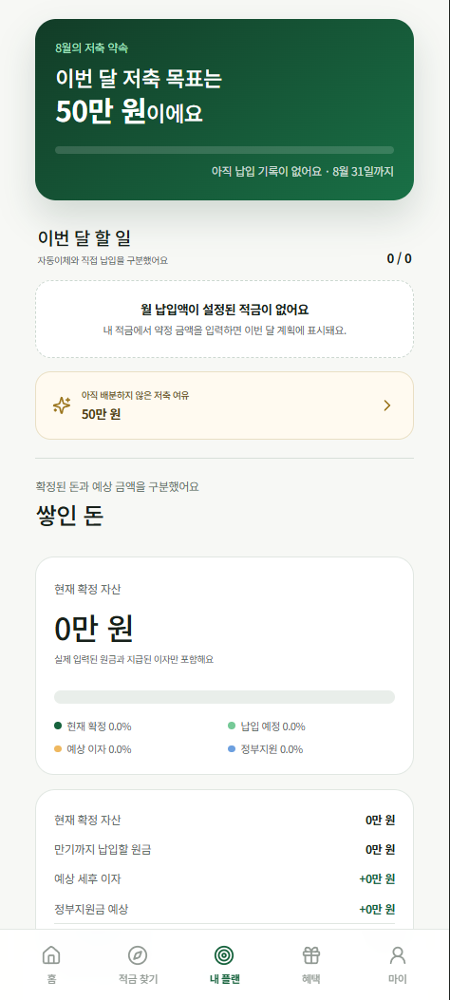 8월의 저축 약속
이번 달 저축 목표는
50만 원이에요
아직 납입 기록이 없어요 · 8월 31일까지
이번 달 할 일
자동이체와 직접 납입을 구분했어요
0 / 0
월 납입액이 설정된 적금이 없어요
내 적금에서 약정 금액을 입력하면 이번 달 계획에 표시돼요.
아직 배분하지 않은 저축 여유
50만 원
확정된 돈과 예상 금액을 구분했어요
쌓인 돈
현재 확정 자산
0만 원
실제 입력된 원금과 지급된 이자만 포함해요
현재 확정 0.0%
납입 예정 0.0%
예상 이자 0.0%
정부지원 0.0%
현재 확정 자산 0만 원
만기까지 납입할 원금 0만 원
예상 세후 이자 +0만 원
정부지원금 예상 +0만 원
홈 적금 찾기 내 플랜 혜택 마이